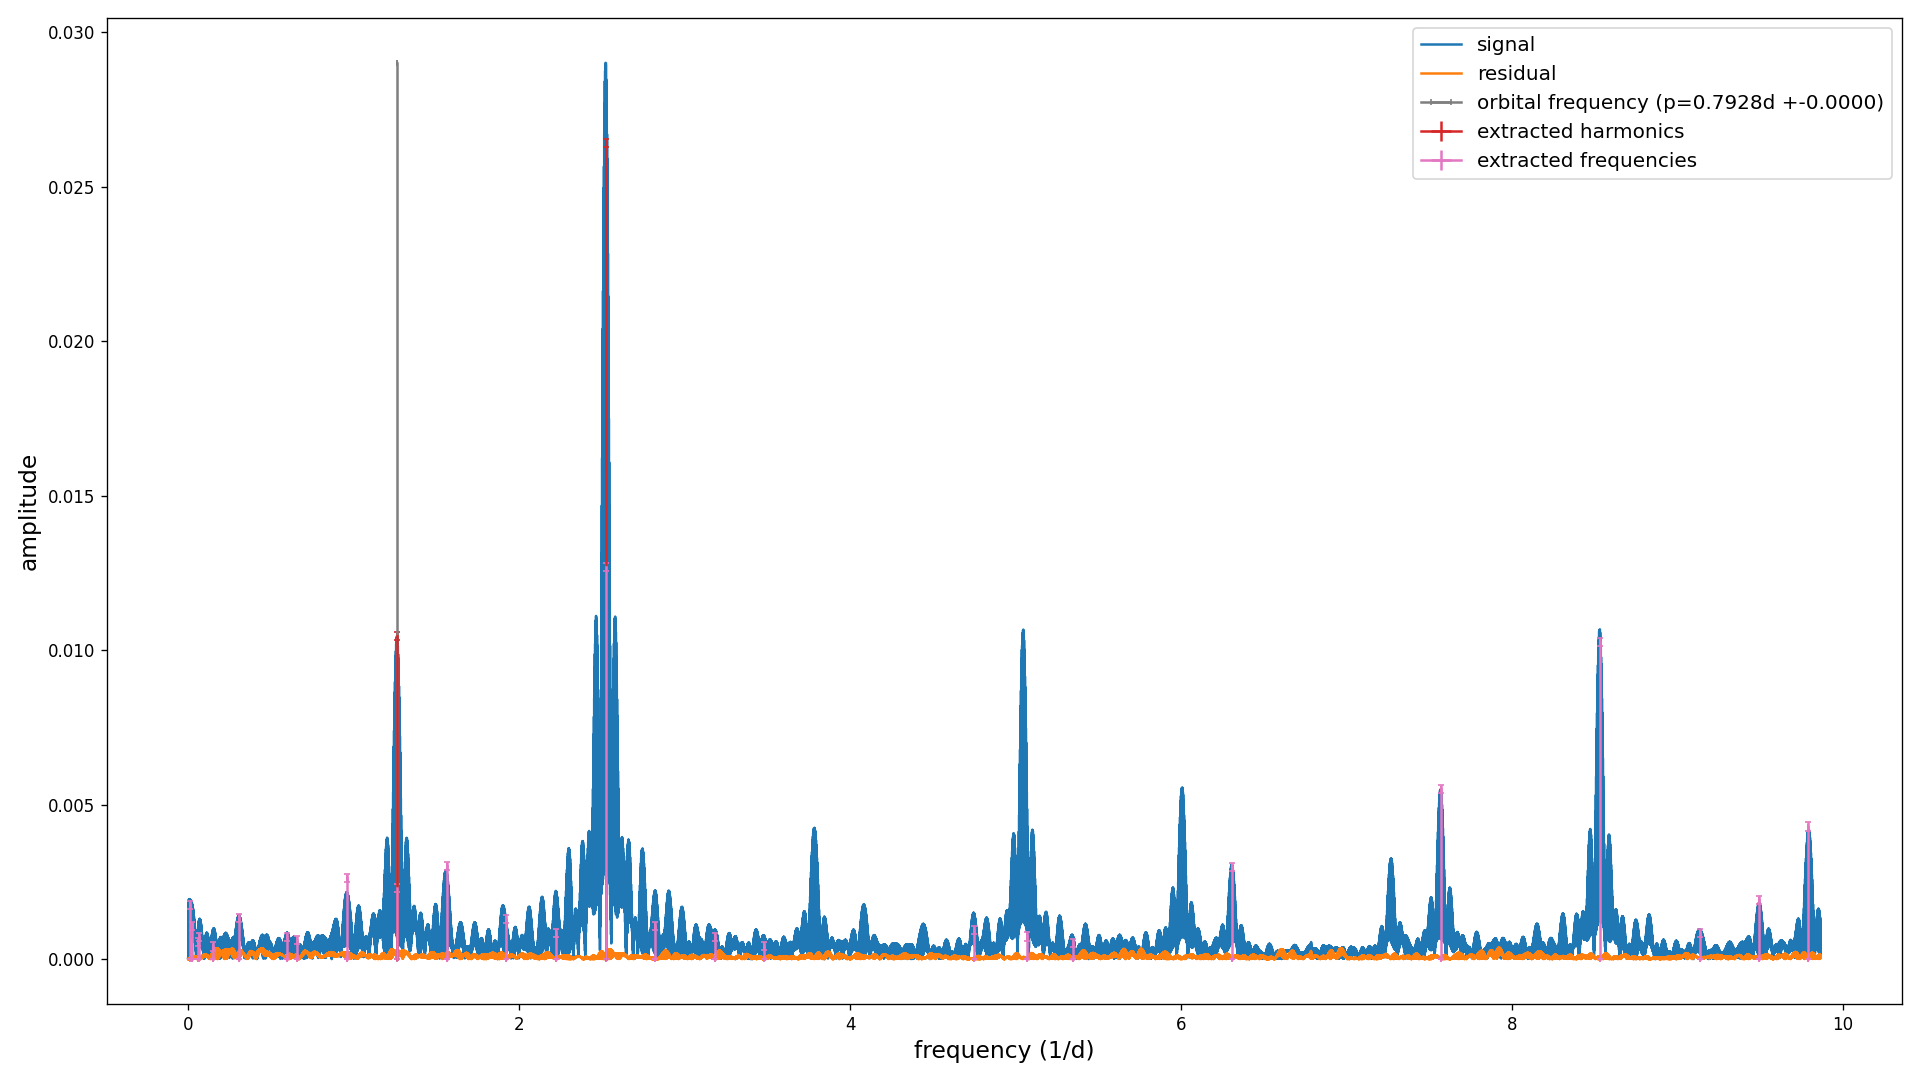 signal
residual
orbital frequency (p=0.7928d +-0.0000)
extracted harmonics
extracted frequencies
0.030
0.025
0.020
0.015
0.010
0.005
0.000
amplitude
0 2 4 6 8 10
frequency (1/d)